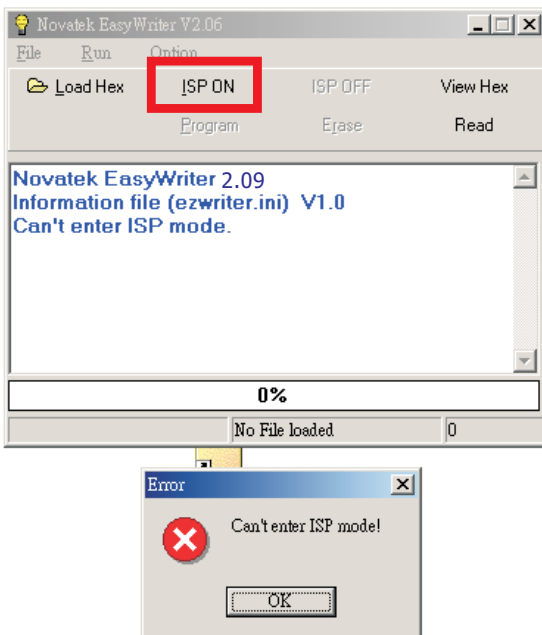 Novatek EasyWriter V2.06
File Run Option
Load Hex ISP ON ISP OFF View Hex
Program Erase Read
Novatek EasyWriter 2.09
Information file (ezwriter.ini) V1.0
Can't enter ISP mode.
0%
No File loaded 0
Error
Can't enter ISP mode!
OK